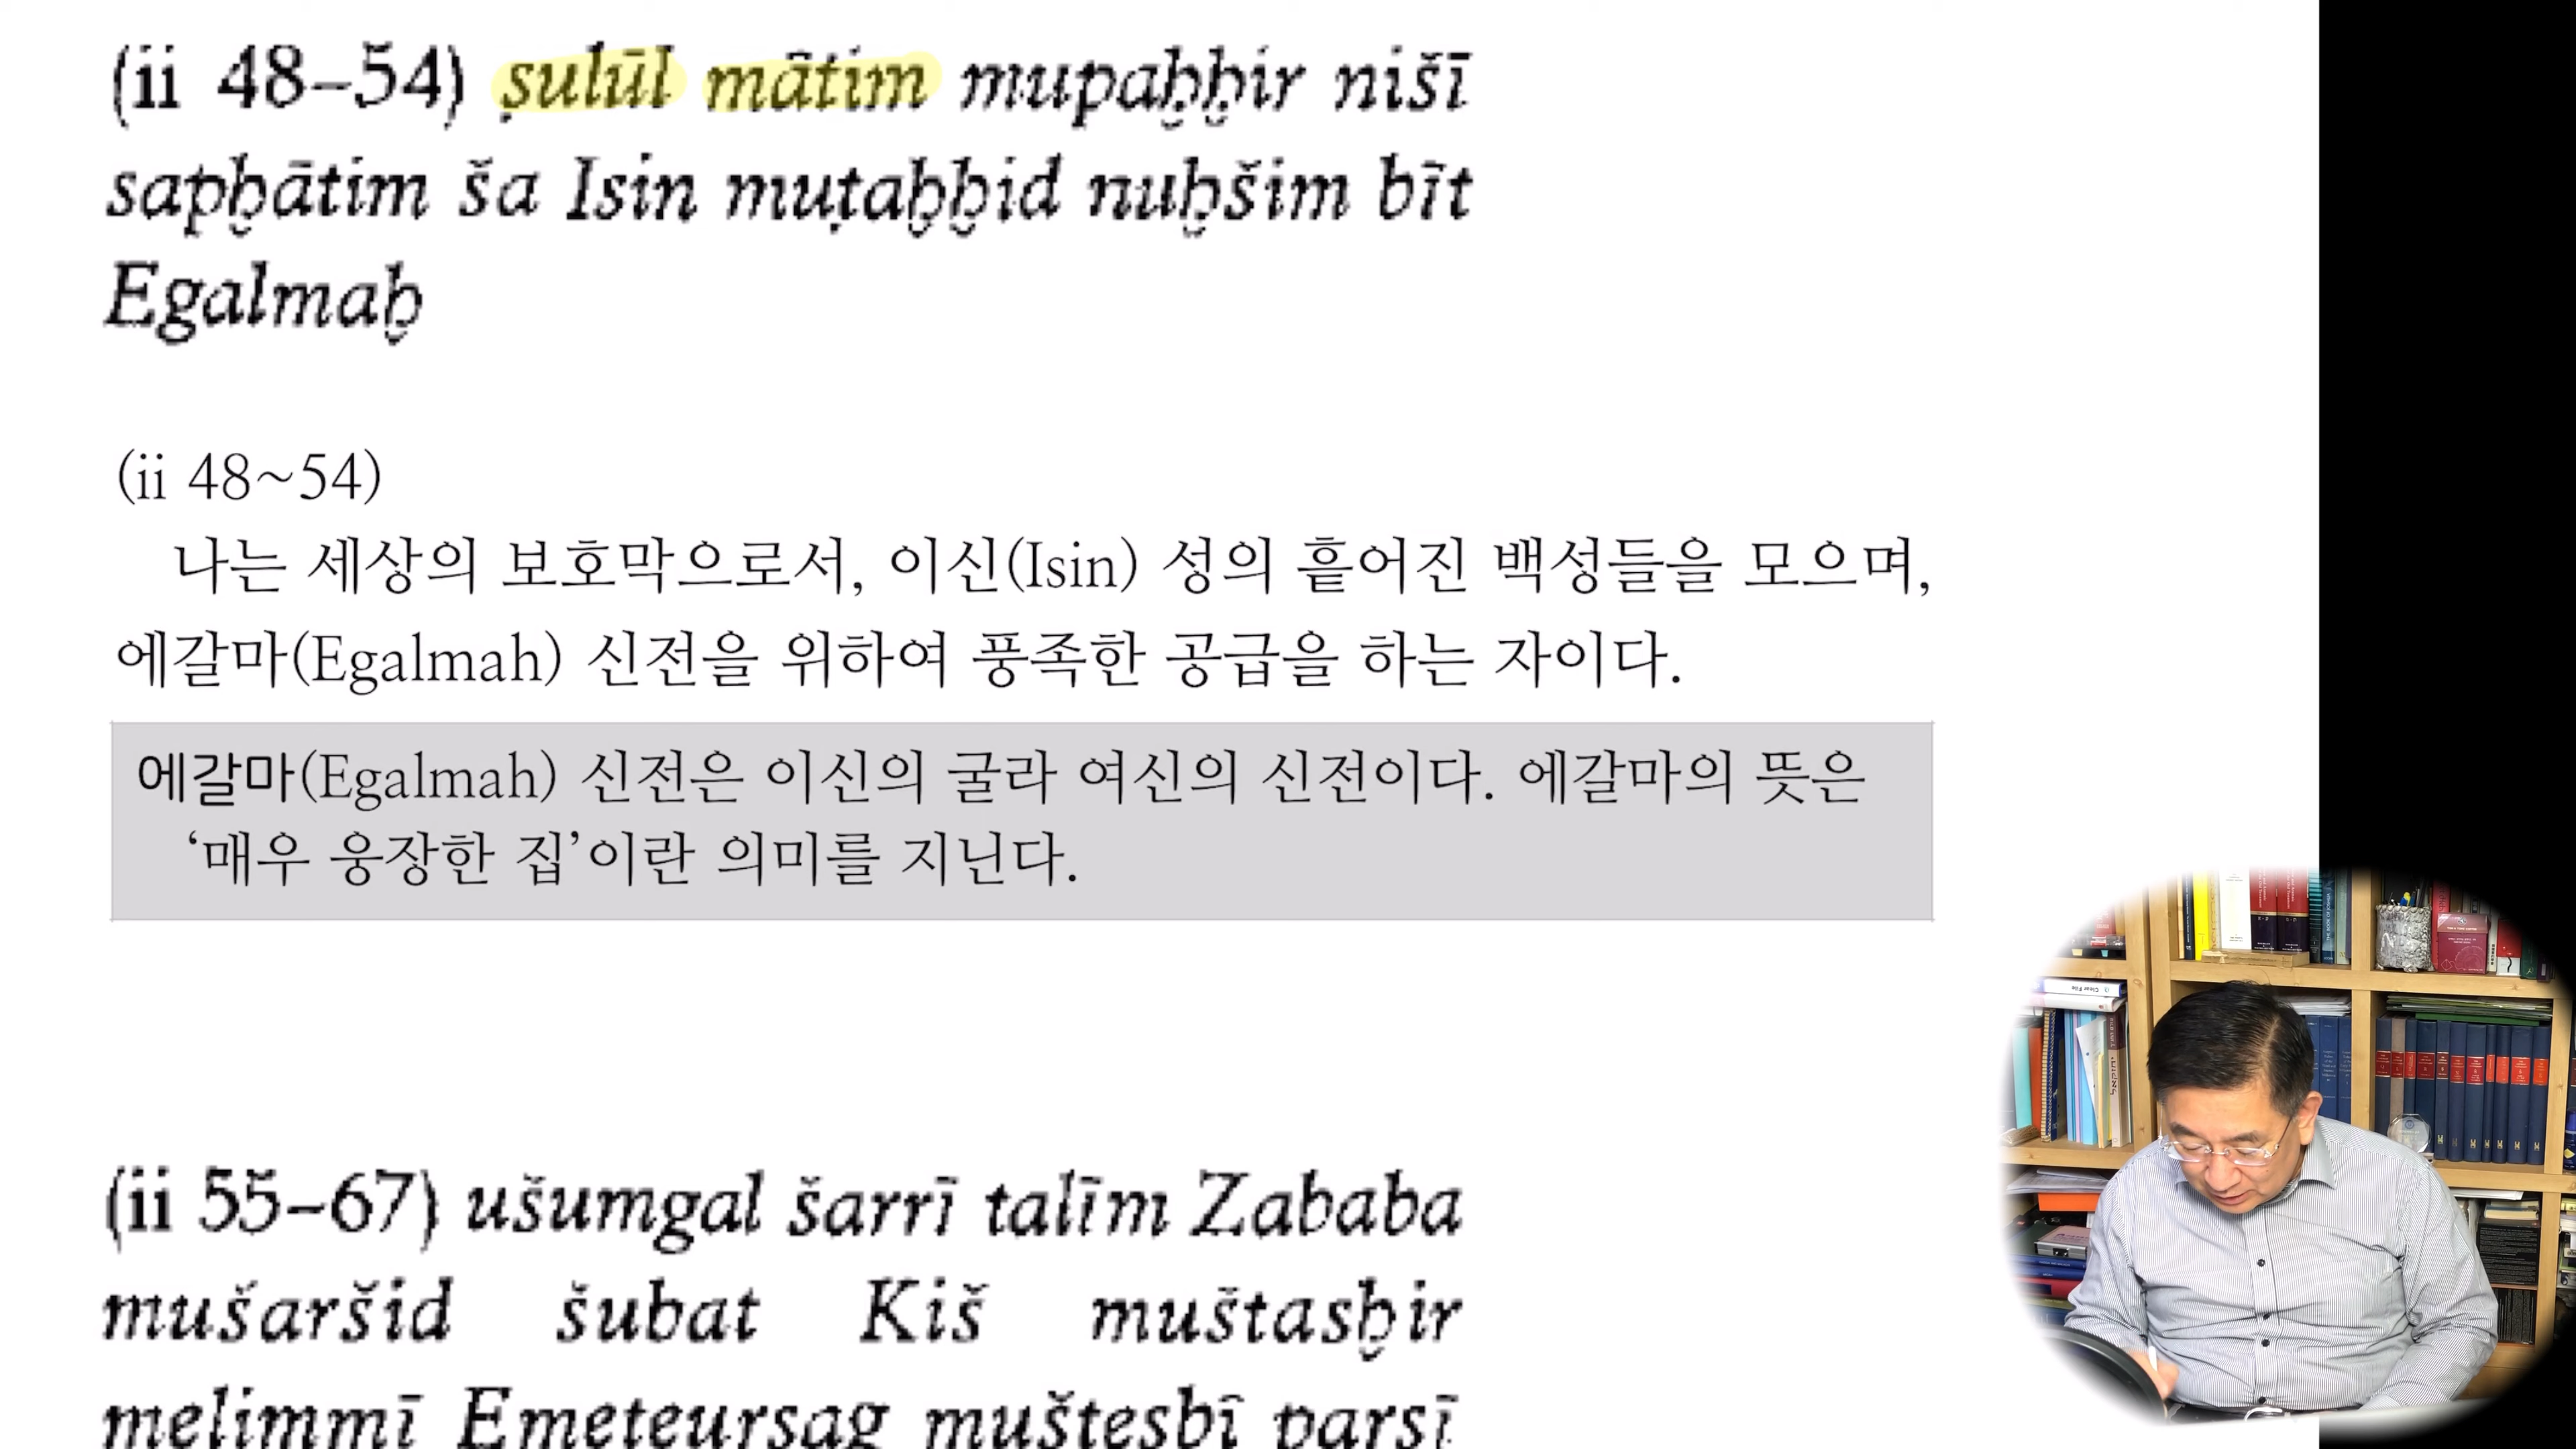 (ii 48–54) ṣulūl mātim mupaḫḫir nišī
sapḫātim ša Isin muṭaḫḫid nuḫšim bīt
Egalmaḫ
(ii 48~54)
나는 세상의 보호막으로서, 이신(Isin) 성의 흩어진 백성들을 모으며,
에갈마(Egalmah) 신전을 위하여 풍족한 공급을 하는 자이다.
에갈마(Egalmah) 신전은 이신의 굴라 여신의 신전이다. 에갈마의 뜻은
‘매우 웅장한 집’이란 의미를 지닌다.
(ii 55–67) ušumgal šarrī talīm Zababa
mušaršid šubat Kiš muštasḫir
melimmī Emeteursag muštesbî parsī